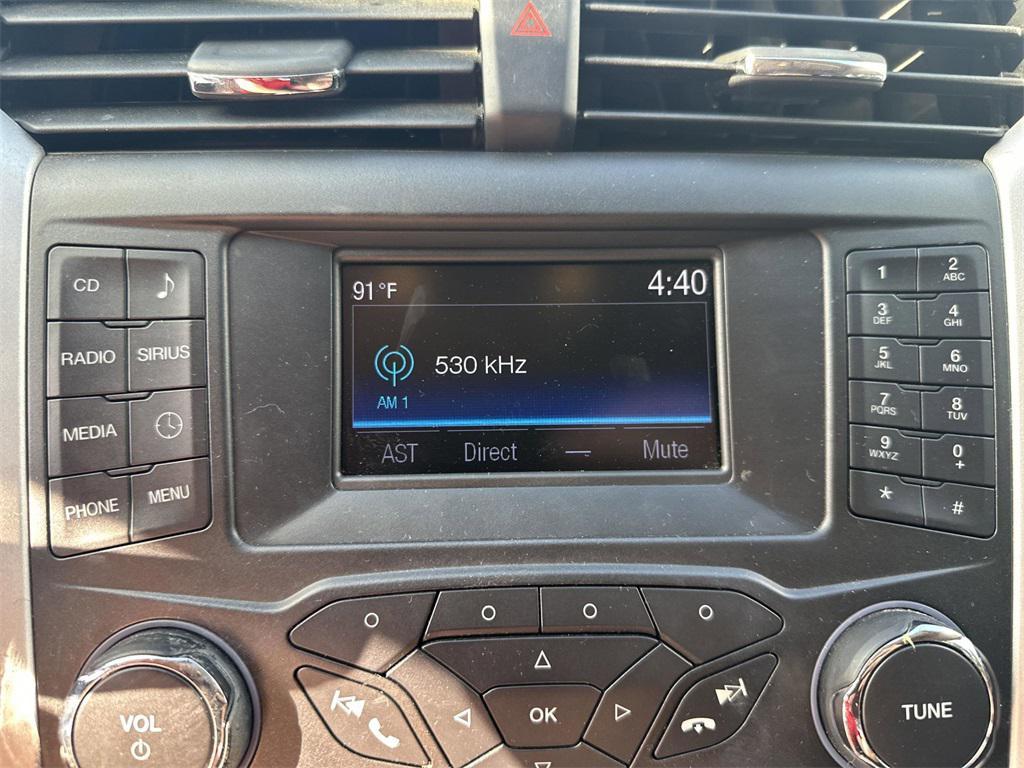 91°F
4:40
530 kHz
AM 1
AST Direct — Mute
CD
RADIO SIRIUS
MEDIA
PHONE MENU
1 2 ABC
3 DEF 4 GHI
5 JKL 6 MNO
7 PQRS 8 TUV
9 WXYZ 0 +
* #
OK
VOL
TUNE